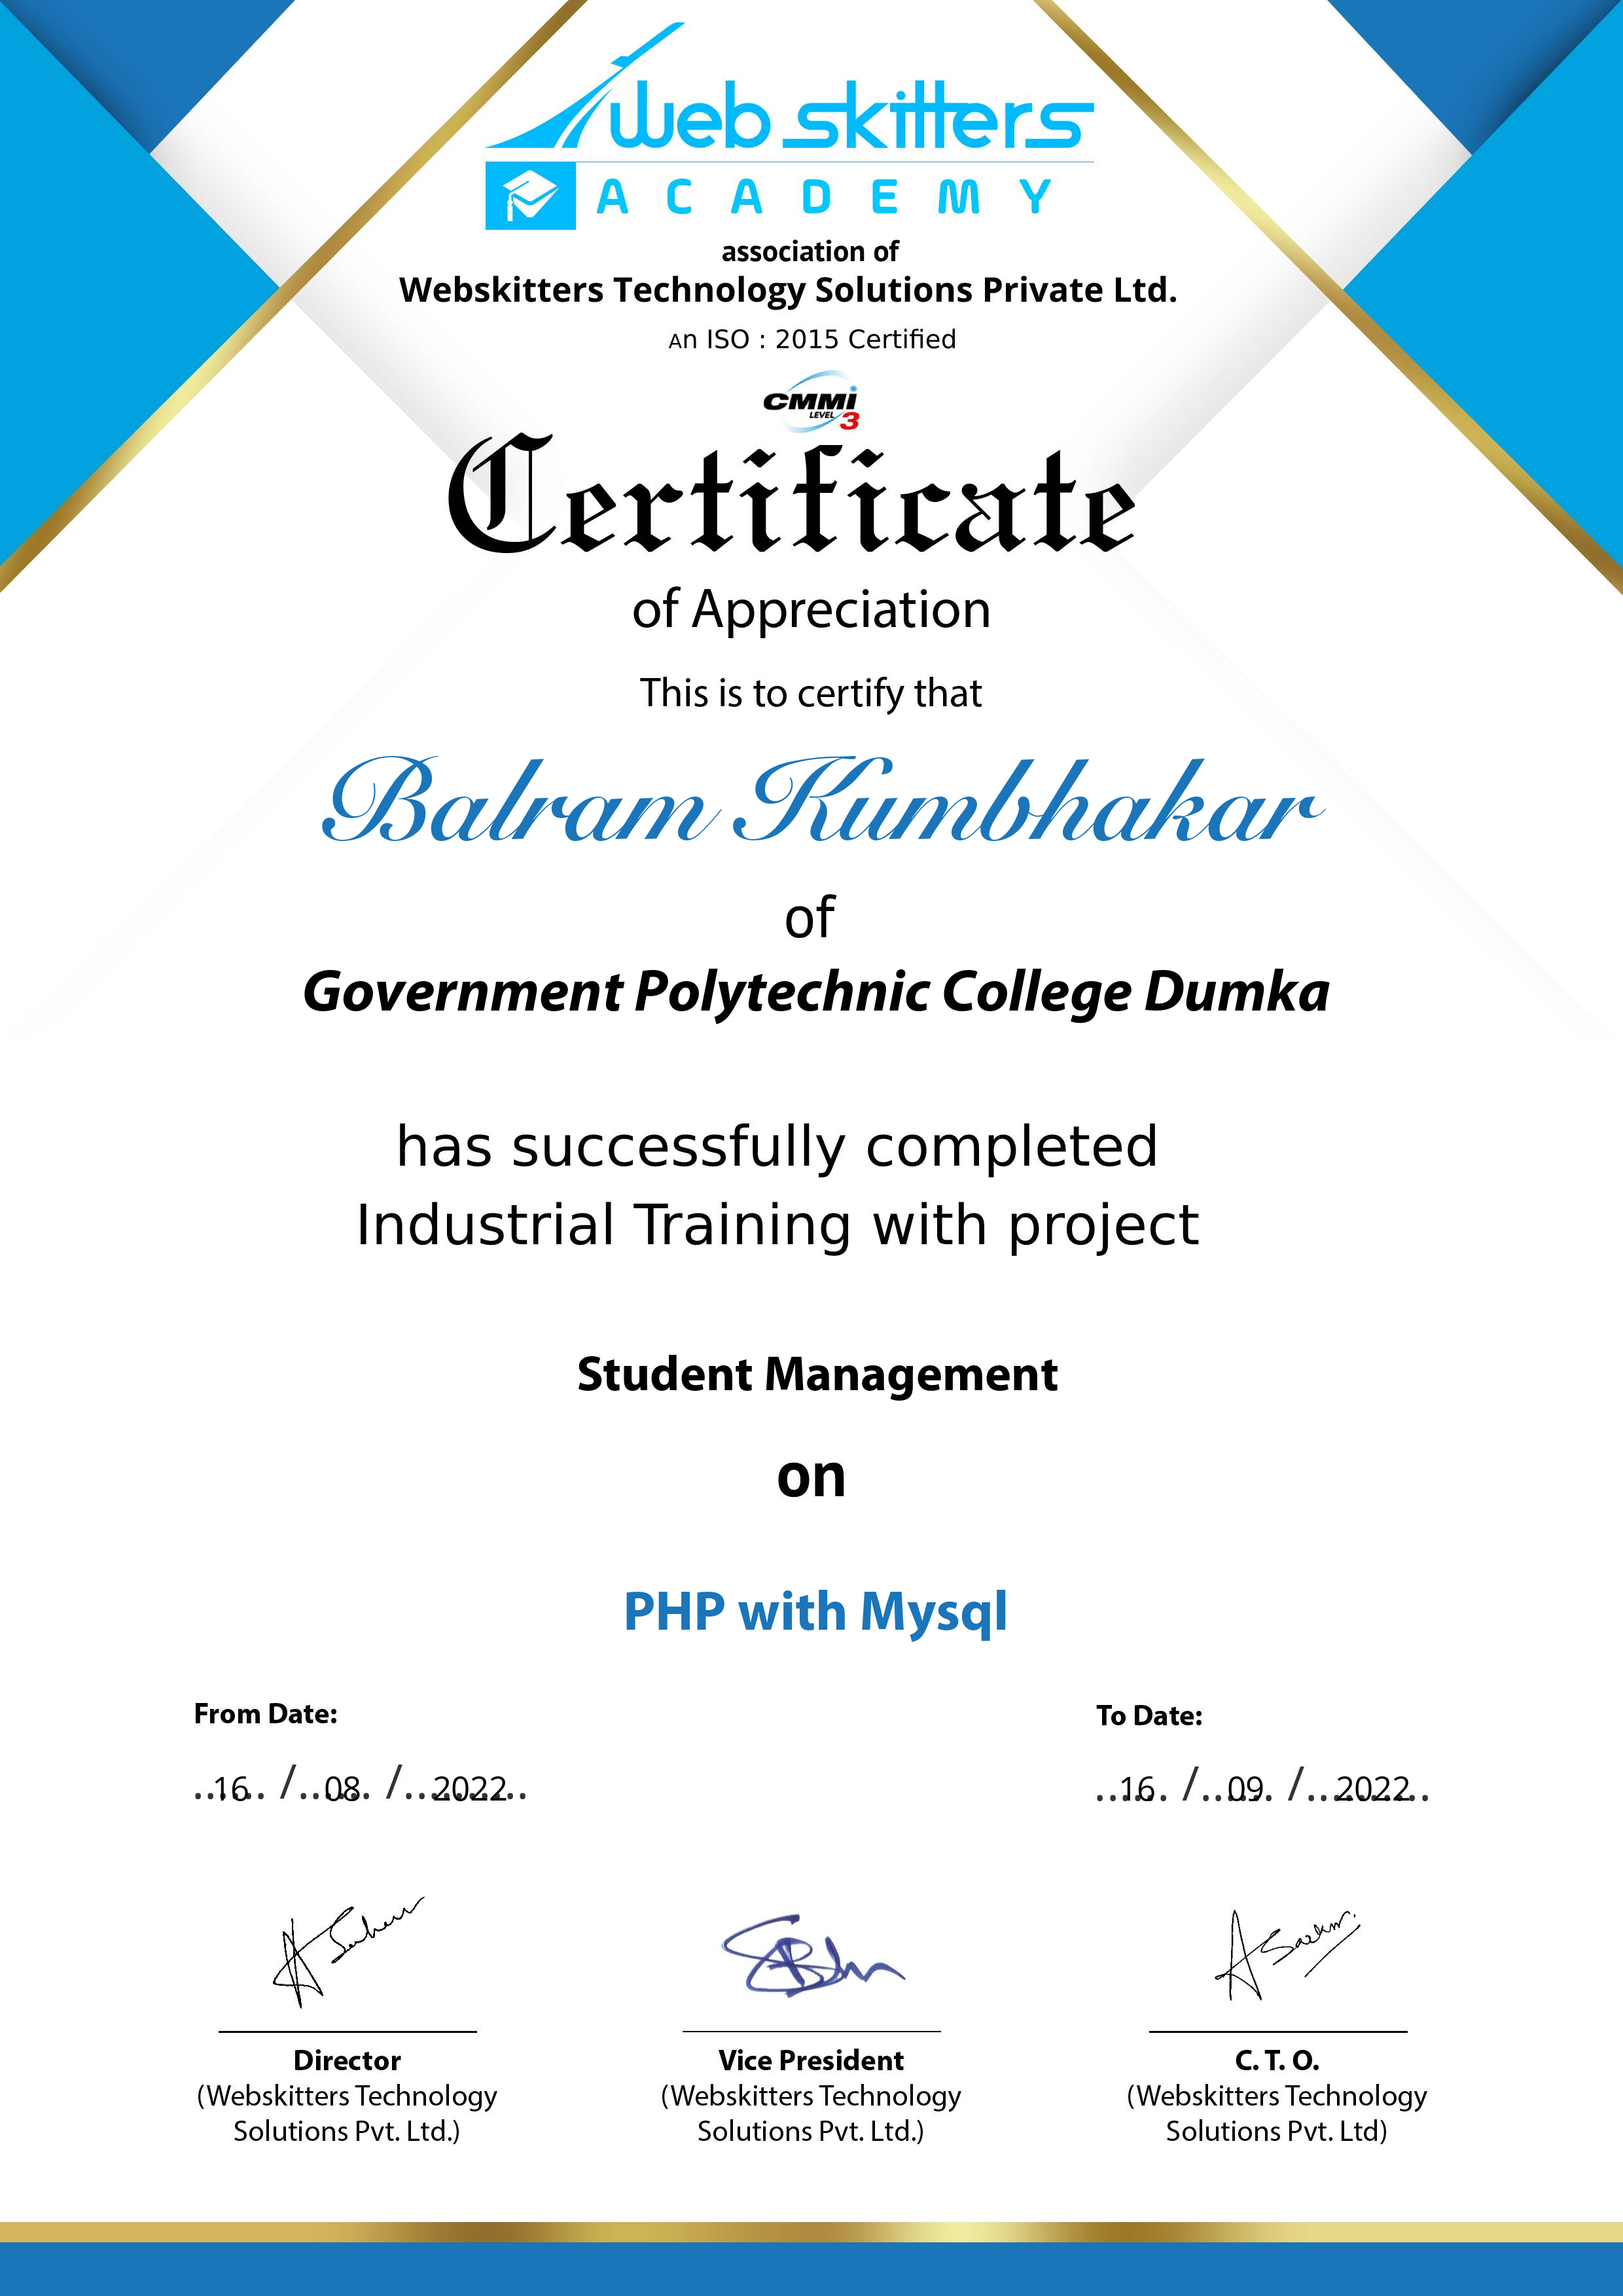 Web skitters
ACADEMY
association of
Webskitters Technology Solutions Private Ltd.
An ISO : 2015 Certified
CMMi
LEVEL 3
Certificate
of Appreciation
This is to certify that
Balram Kumbhakar
of
Government Polytechnic College Dumka
has successfully completed
Industrial Training with project
Student Management
on
PHP with Mysql
From Date: To Date:
16 / 08 / 2022 16 / 09 / 2022
Director Vice President C. T. O.
(Webskitters Technology (Webskitters Technology (Webskitters Technology
Solutions Pvt. Ltd.) Solutions Pvt. Ltd.) Solutions Pvt. Ltd)